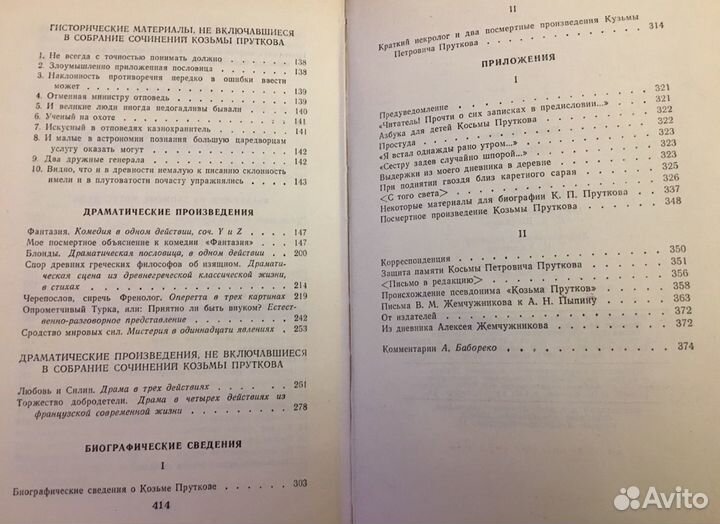 ГИСТОРИЧЕСКИЕ МАТЕРИАЛЫ, НЕ ВКЛЮЧАВШИЕСЯ
В СОБРАНИЕ СОЧИНЕНИЙ КОЗЬМЫ ПРУТКОВА
1. Не всегда с точностью понимать должно . . . . . . . 138
2. Злоумышленно приложенная пословица . . . . . . . 138
3. Наклонность противоречия нередко в ошибки ввести
может . . . . . . . . . . . . . . . . . . . . 139
4. Отменная министру отповедь . . . . . . . . . . . 139
5. И великие люди иногда недогадливы бывали . . . . . 140
6. Ученый на охоте . . . . . . . . . . . . . . . . 141
7. Искусный в отповедях казнохранитель . . . . . . . . 141
8. И малые в астрономии познания большую царедворцам
услугу оказать могут . . . . . . . . . . . . . . 142
9. Два дружные генерала . . . . . . . . . . . . . . 142
10. Видно, что и в древности немалую к писанию склонность
имели и в плутоватости почасту упражнялись . . . . 143
ДРАМАТИЧЕСКИЕ ПРОИЗВЕДЕНИЯ
Фантазия. Комедия в одном действии, соч. Y и Z . . . . 147
Мое посмертное объяснение к комедии «Фантазия» . . . . 147
Блонды. Драматическая пословица, в одном действии . . 200
Спор древних греческих философов об изящном. Драматическая
сцена из древнегреческой классической жизни,
в стихах . . . . . . . . . . . . . . . . . . . 214
Черепослов, сиречь Френолог. Оперетта в трех картинах 219
Опрометчивый Турка, или: Приятно ли быть внуком? Естест-
венно-разговорное представление . . . . . . . . . 242
Сродство мировых сил. Мистерия в одиннадцати явлениях . 253
ДРАМАТИЧЕСКИЕ ПРОИЗВЕДЕНИЯ, НЕ ВКЛЮЧАВШИЕСЯ
В СОБРАНИЕ СОЧИНЕНИЙ КОЗЬМЫ ПРУТКОВА
Любовь и Силин. Драма в трех действиях . . . . . . . 261
Торжество добродетели. Драма в четырех действиях из
французской современной жизни . . . . . . . . . 278
БИОГРАФИЧЕСКИЕ СВЕДЕНИЯ
I
Биографические сведения о Козьме Пруткове . . . . . . 303
414
II
Краткий некролог и два посмертные произведения Кузьмы
Петровича Пруткова . . . . . . . . . . . . . . . 314
ПРИЛОЖЕНИЯ
I
Предуведомление . . . . . . . . . . . . . . . . 321
«Читатель! Прочти о сих записках в предисловии...» . . . 321
Азбука для детей Косьмы Пруткова . . . . . . . . . 322
Простуда . . . . . . . . . . . . . . . . . . . 322
«Я встал однажды рано утром...» . . . . . . . . . . 323
«Сестру задев случайно шпорой...» . . . . . . . . . 323
Выдержки из моего дневника в деревне . . . . . . . . 323
При поднятии гвоздя близ каретного сарая . . . . . . 325
<С того света> . . . . . . . . . . . . . . . . . 326
Некоторые материалы для биографии К. П. Пруткова . . . 337
Посмертное произведение Козьмы Пруткова . . . . . . . 348
II
Корреспонденция . . . . . . . . . . . . . . . . 350
Защита памяти Косьмы Петровича Пруткова . . . . . . . 351
<Письмо в редакцию> . . . . . . . . . . . . . . . 356
Происхождение псевдонима «Козьма Прутков» . . . . . . 358
Письма В. М. Жемчужникова к А. Н. Пыпину . . . . . . 363
От издателей . . . . . . . . . . . . . . . . . . 372
Из дневника Алексея Жемчужникова . . . . . . . . . 372
Комментарии А. Бабореко . . . . . . . . . . . . . 374
Avito